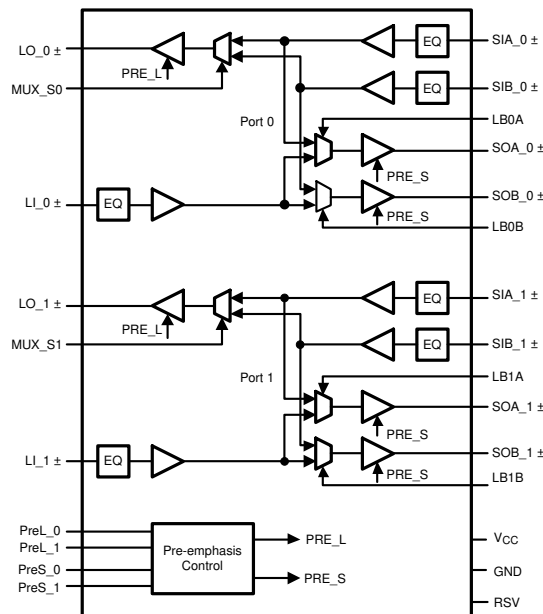 LO_0 ±
MUX_S0
PRE_L
EQ
SIA_0 ±
EQ
SIB_0 ±
Port 0
LB0A
SOA_0 ±
PRE_S
LI_0 ±
EQ
SOB_0 ±
PRE_S
LB0B
LO_1 ±
MUX_S1
PRE_L
EQ
SIA_1 ±
EQ
SIB_1 ±
Port 1
LB1A
SOA_1 ±
PRE_S
LI_1 ±
EQ
SOB_1 ±
PRE_S
LB1B
PreL_0
PreL_1
PreS_0
PreS_1
Pre-emphasis
Control
PRE_L
PRE_S
VCC
GND
RSV